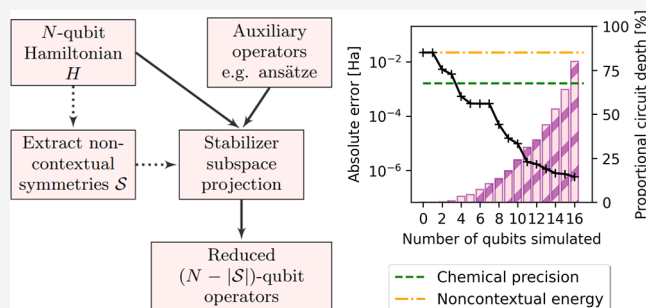 N-qubit
Hamiltonian
H
Auxiliary
operators
e.g. ansätze
Extract non-
contextual
symmetries S
Stabilizer
subspace
projection
Reduced
(N − |S|)-qubit
operators
Absolute error [Ha]
10⁻²
10⁻⁴
10⁻⁶
100
75
50
25
0
Proportional circuit depth [%]
0 2 4 6 8 10 12 14 16
Number of qubits simulated
Chemical precision
Noncontextual energy